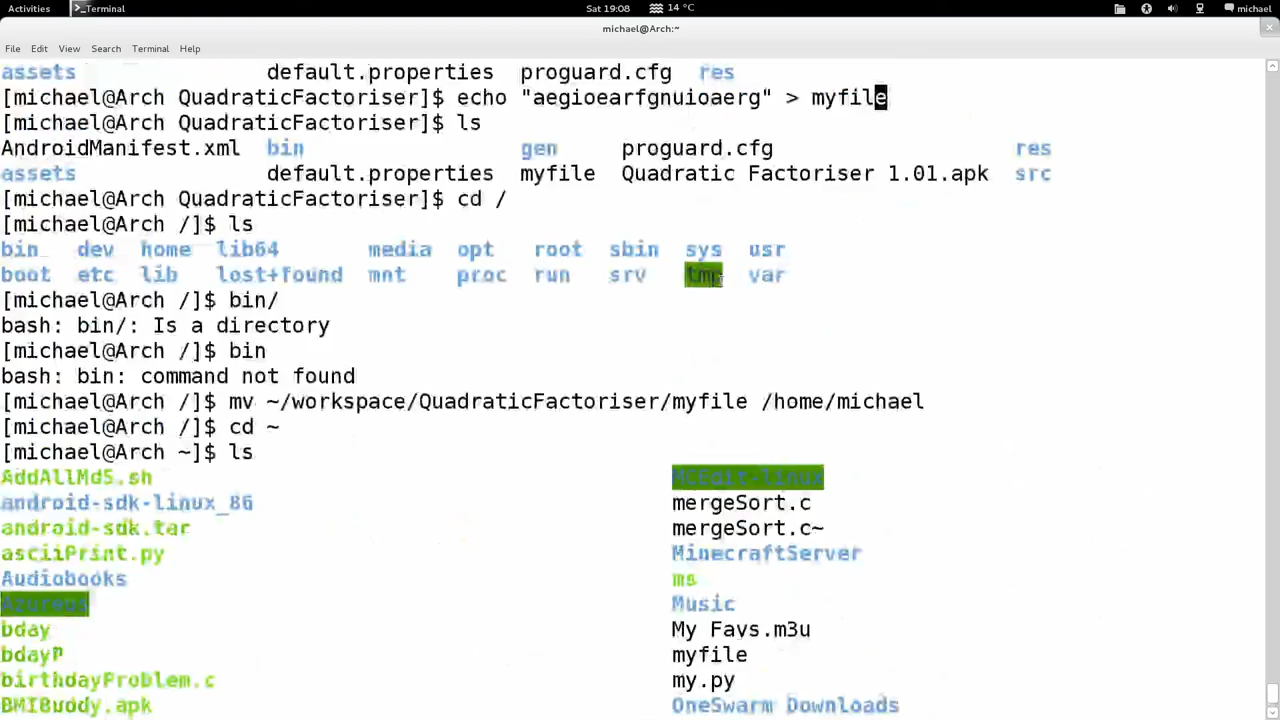 Activities Terminal Sat 19:08 14 °C michael
michael@Arch:~
File Edit View Search Terminal Help
assets default.properties proguard.cfg res
[michael@Arch QuadraticFactoriser]$ echo "aegioearfgnuioaerg" > myfile
[michael@Arch QuadraticFactoriser]$ ls
AndroidManifest.xml bin gen proguard.cfg res
assets default.properties myfile Quadratic Factoriser 1.01.apk src
[michael@Arch QuadraticFactoriser]$ cd /
[michael@Arch /]$ ls
bin dev home lib64 media opt root sbin sys usr
boot etc lib lost+found mnt proc run srv tmp var
[michael@Arch /]$ bin/
bash: bin/: Is a directory
[michael@Arch /]$ bin
bash: bin: command not found
[michael@Arch /]$ mv ~/workspace/QuadraticFactoriser/myfile /home/michael
[michael@Arch /]$ cd ~
[michael@Arch ~]$ ls
AddAllMd5.sh MCEdit-linux
android-sdk-linux_86 mergeSort.c
android-sdk.tar mergeSort.c~
asciiPrint.py MinecraftServer
Audiobooks ms
Music
bday My Favs.m3u
bdayP myfile
birthdayProblem.c my.py
BMIBuddy.apk OneSwarm Downloads